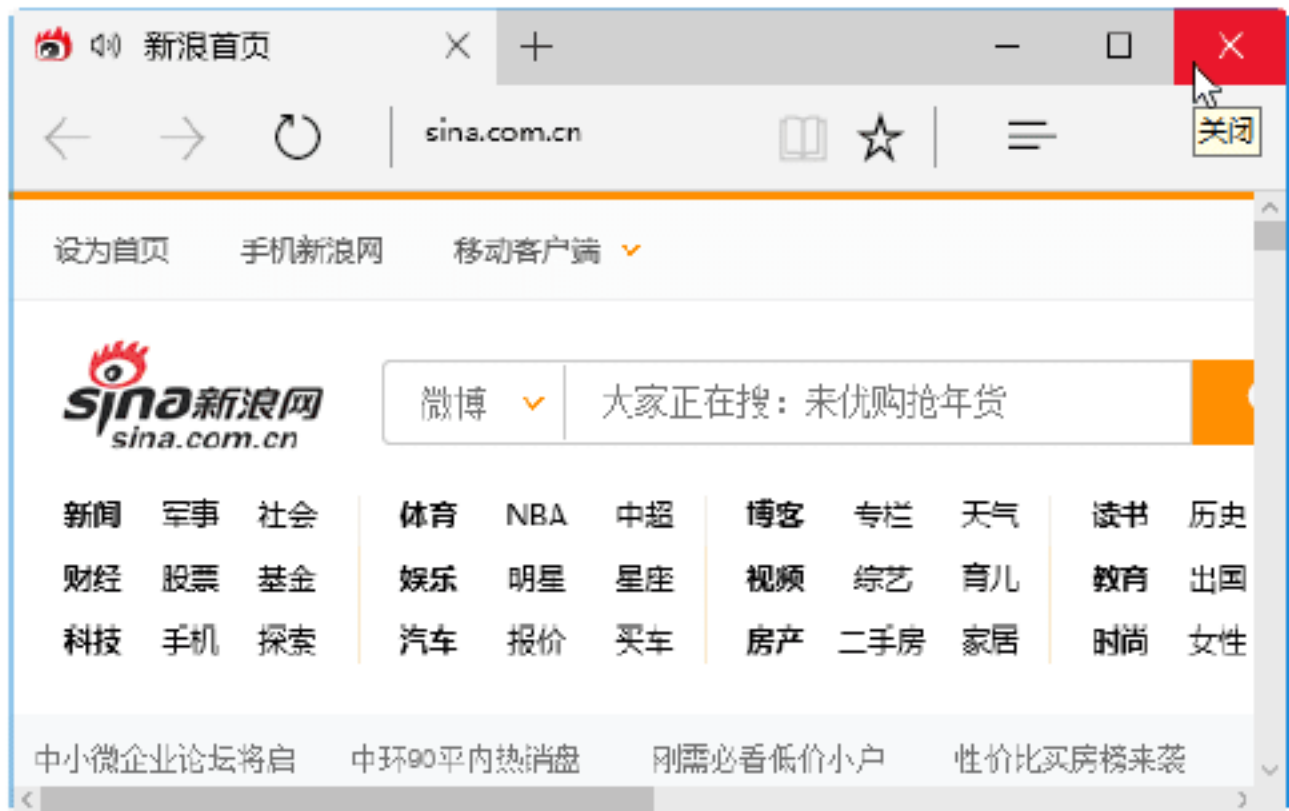 新浪首页
sina.com.cn
关闭
设为首页 手机新浪网 移动客户端
sina新浪网
sina.com.cn
微博 大家正在搜：来优购抢年货
新闻 军事 社会 体育 NBA 中超 博客 专栏 天气 读书 历史
财经 股票 基金 娱乐 明星 星座 视频 综艺 育儿 教育 出国
科技 手机 探索 汽车 报价 买车 房产 二手房 家居 时尚 女性
中小微企业论坛将启 中环90平内热销盘 刚需必看低价小户 性价比买房榜来袭